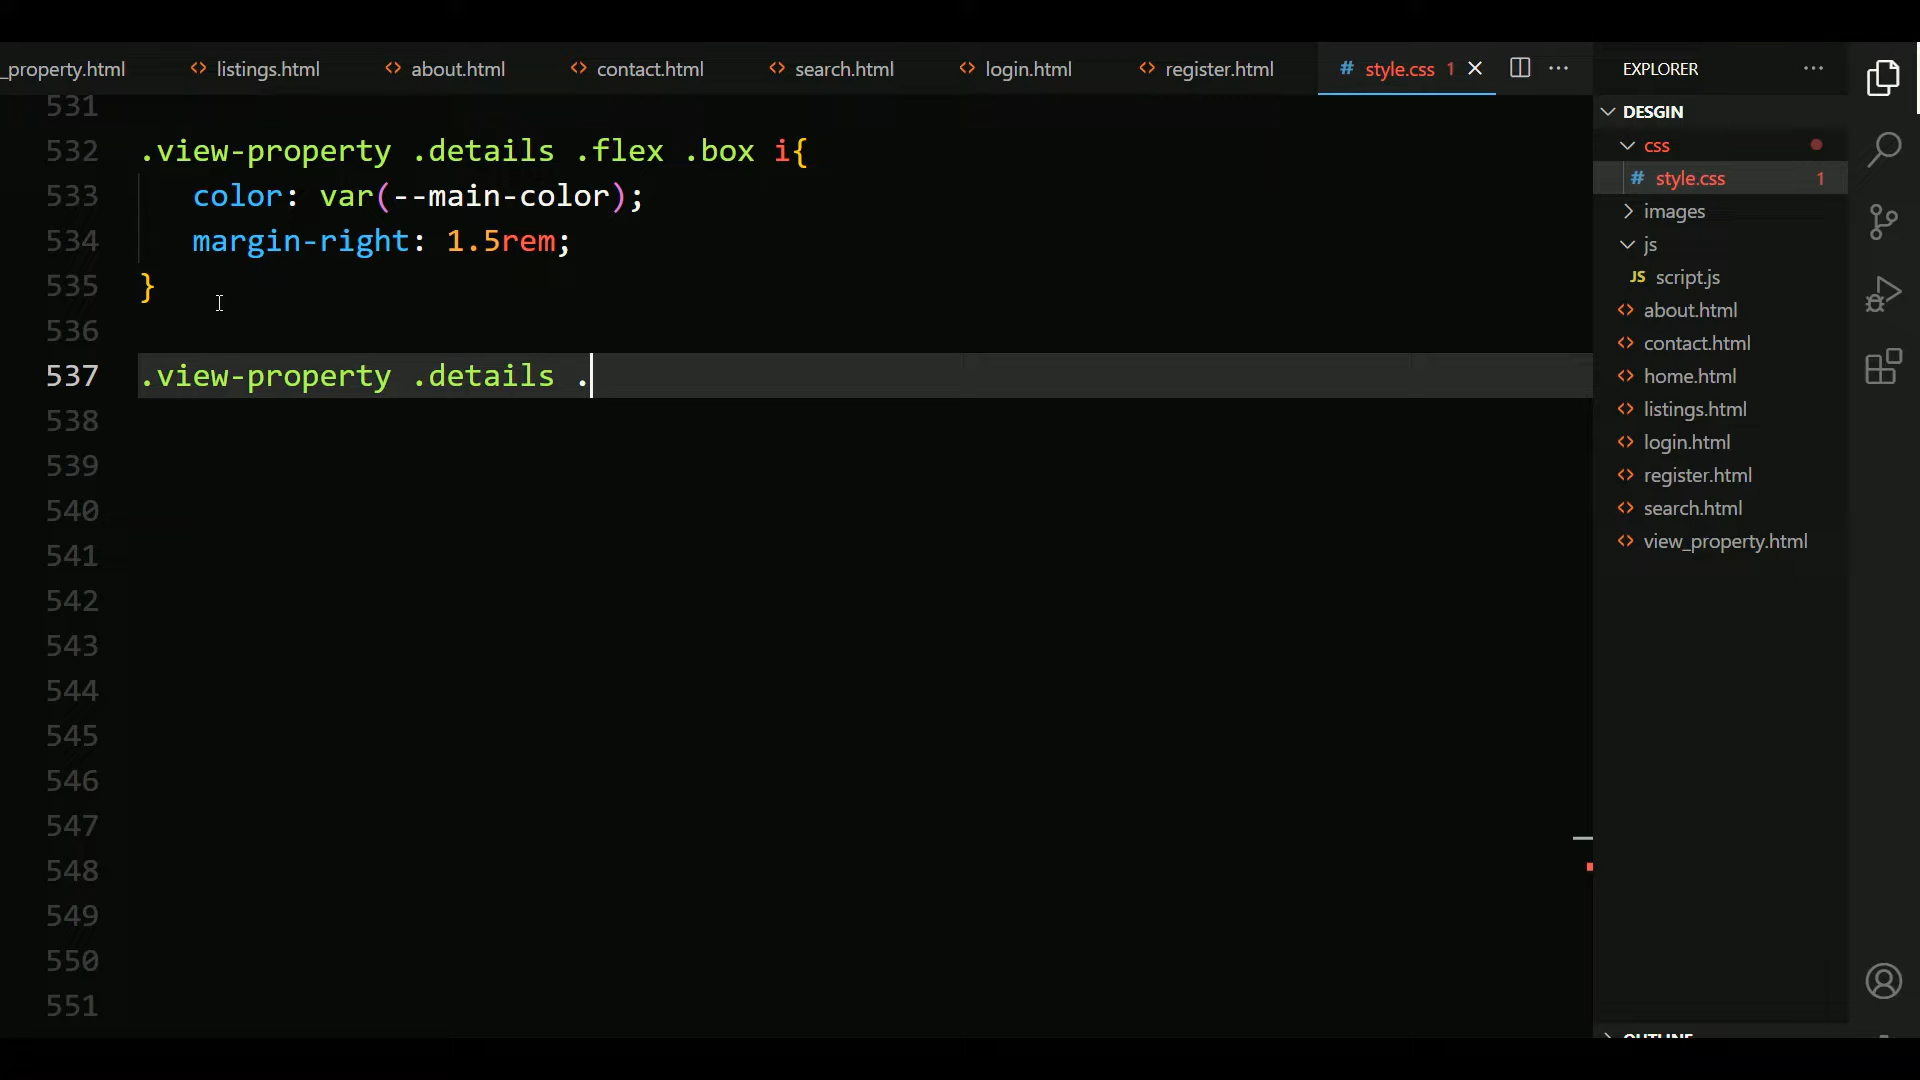 _property.html
listings.html
about.html
contact.html
search.html
login.html
register.html
# style.css 1
531
532 .view-property .details .flex .box i{
533 color: var(--main-color);
534 margin-right: 1.5rem;
535 }
536
537 .view-property .details .
538
539
540
541
542
543
544
545
546
547
548
549
550
551
EXPLORER
DESGIN
css
# style.css 1
images
js
JS script.js
about.html
contact.html
home.html
listings.html
login.html
register.html
search.html
view_property.html
OUTLINE